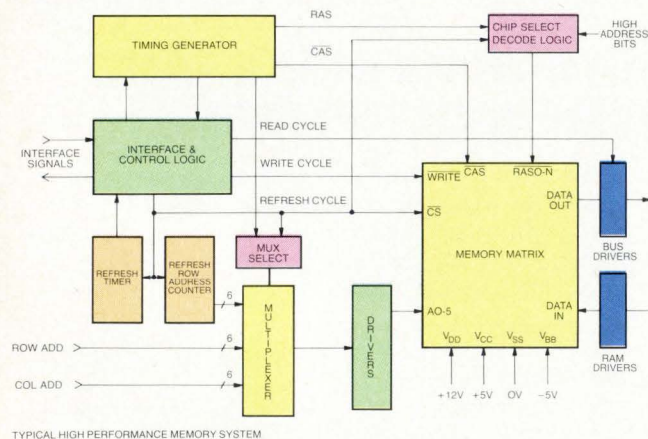 RAS
TIMING GENERATOR
CAS
CHIP SELECT
DECODE LOGIC
HIGH
ADDRESS
BITS
INTERFACE
SIGNALS
INTERFACE &
CONTROL LOGIC
READ CYCLE
WRITE CYCLE
REFRESH CYCLE
WRITE
CAS
RASO-N
CS
DATA
OUT
MEMORY MATRIX
BUS
DRIVERS
REFRESH
TIMER
REFRESH
ROW
ADDRESS
COUNTER
MUX
SELECT
6
ROW ADD
6
COL ADD
6
MULTIPLEXER
DRIVERS
AO-5
DATA
IN
RAM
DRIVERS
VDD
VCC
VSS
VBB
+12V
+5V
OV
-5V
TYPICAL HIGH PERFORMANCE MEMORY SYSTEM